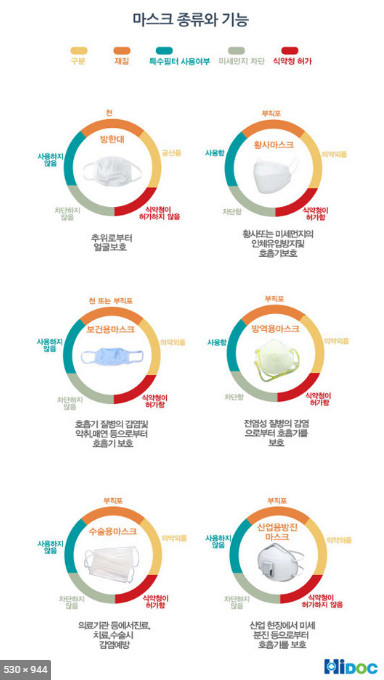 마스크 종류와 기능
구분 재질 특수필터 사용여부 미세먼지 차단 식약청 허가
천
방한대
사용하지
않음
공산품
차단하지
않음
식약청이
허가하지 않음
추위로부터
얼굴보호
부직포
황사마스크
사용함
의약외품
차단함
식약청이
허가함
황사또는 미세먼지의
인체유입방지및
호흡기보호
천 또는 부직포
보건용마스크
사용하지
않음
의약외품
차단하지
않음
식약청이
허가함
호흡기 질병의 감염및
악취,매연 등으로부터
호흡기 보호
부직포
방역용마스크
사용함
의약외품
차단함
식약청이
허가함
전염성 질병의 감염
으로부터 호흡기를
보호
부직포
수술용마스크
사용하지
않음
의약외품
차단하지
않음
식약청이
허가함
의료기관 등에서진료,
치료,수술시
감염예방
부직포
산업용방진
마스크
사용하지
않음
의약외품
차단하지
않음
식약청이
허가하지 않음
산업 현장에서 미세
분진 등으로부터
호흡기를 보호
530 × 944
HiDOC